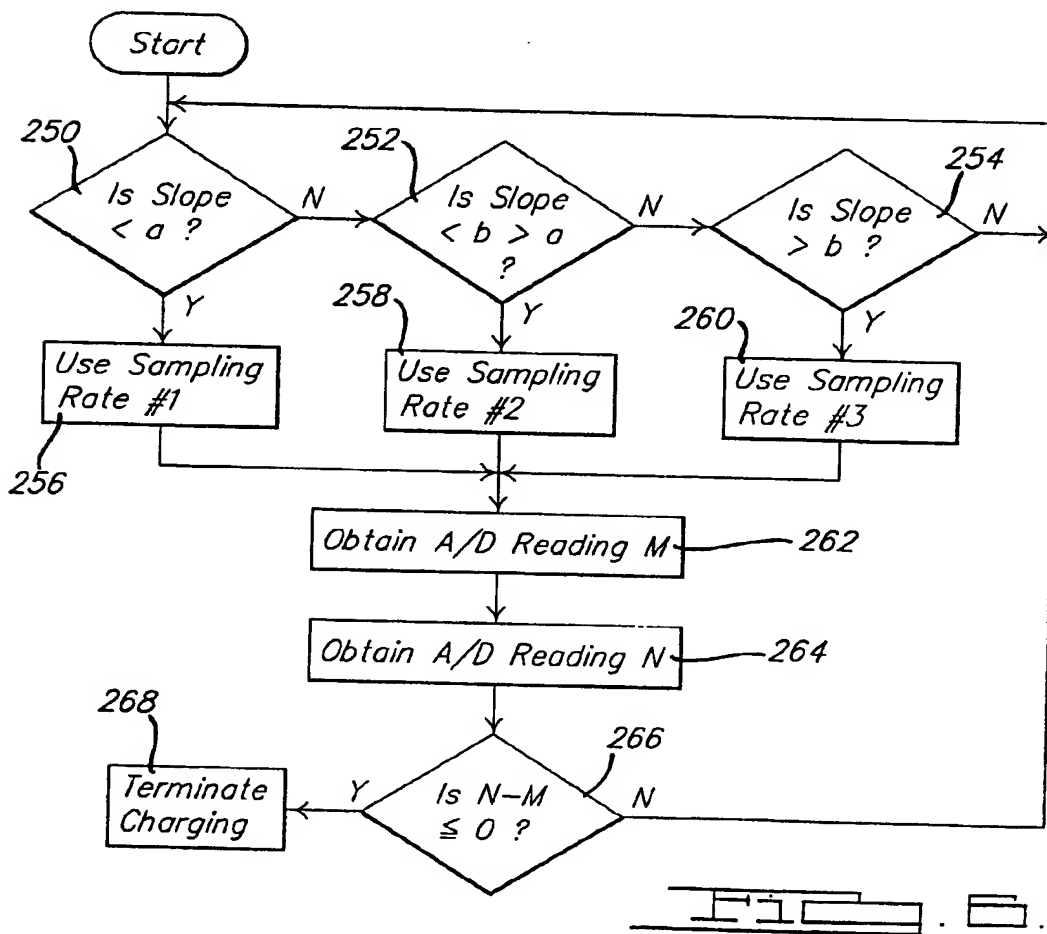 Start
250
252
254
Is Slope
< a ?
N
Is Slope
< b > a
?
N
Is Slope
> b ?
N
Y
Y
Y
258
260
Use Sampling
Rate #1
Use Sampling
Rate #2
Use Sampling
Rate #3
256
Obtain A/D Reading M
262
Obtain A/D Reading N
264
268
266
Terminate
Charging
Y
Is N-M
≦ 0 ?
N